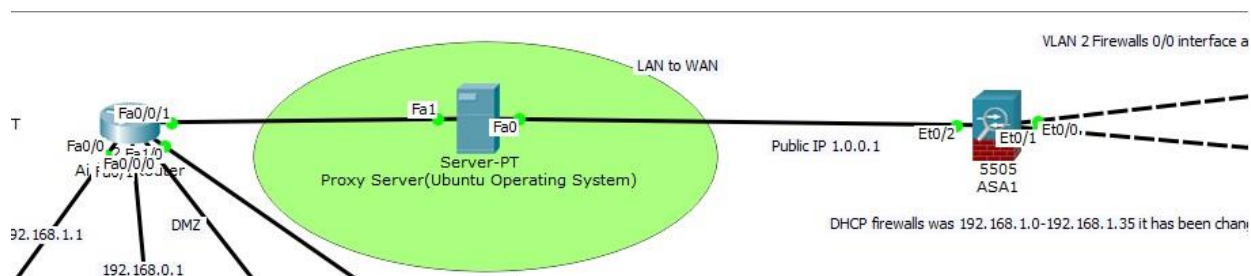 VLAN 2 Firewalls 0/0 interface a
LAN to WAN
T
Fa0/0/1
Fa1
Fa0
Et0/2
Et0/1
Et0/0
Fa0/0
Fa1/0
Fa0/0/0
Public IP 1.0.0.1
Server-PT
Proxy Server(Ubuntu Operating System)
5505
ASA1
DMZ
DHCP firewalls was 192.168.1.0-192.168.1.35 it has been chan
92.168.1.1
192.168.0.1